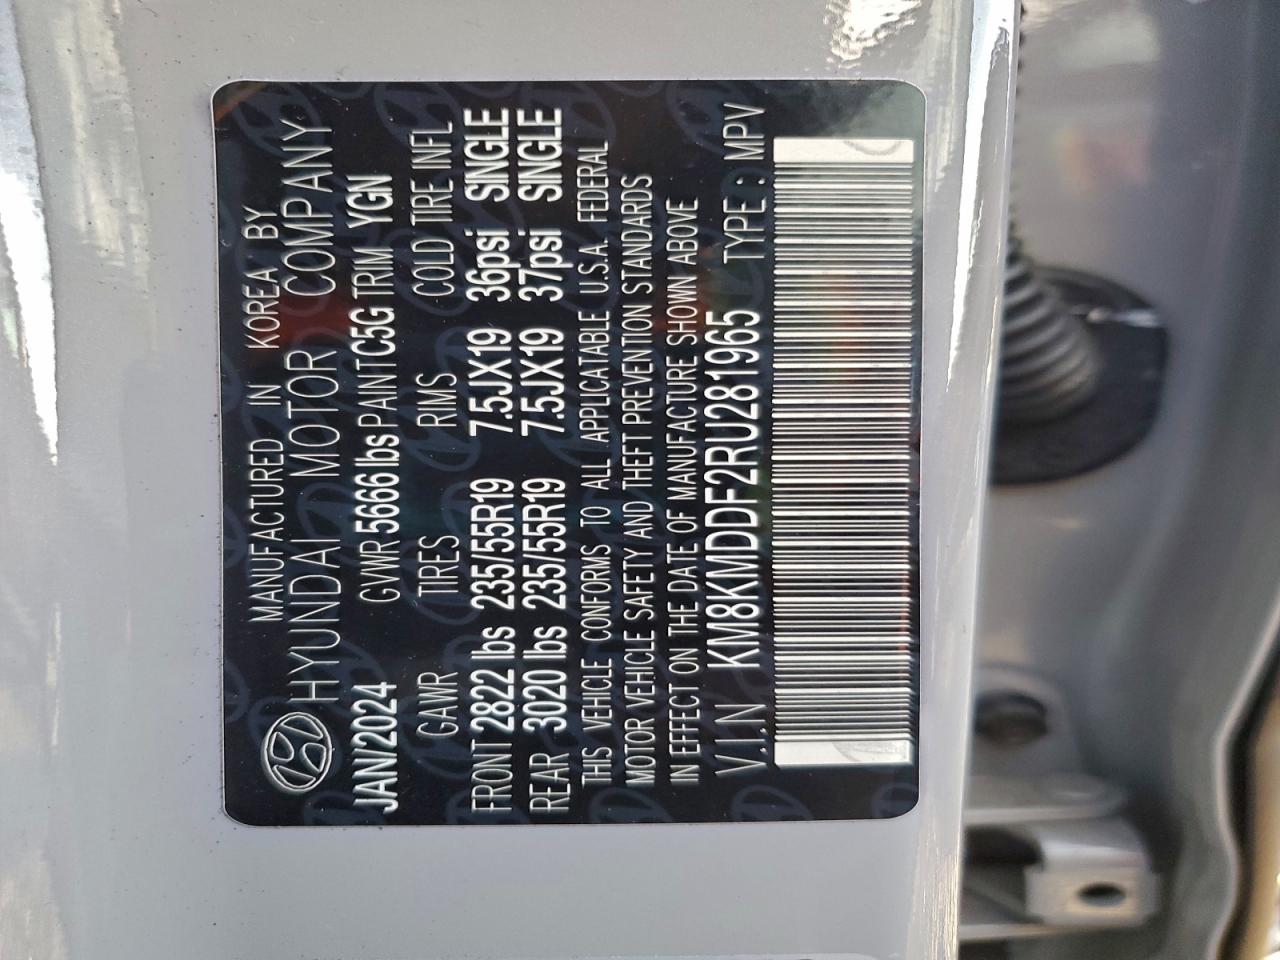 MANUFACTURED IN KOREA BY
HYUNDAI MOTOR COMPANY
JAN/2024 GVWR 5666 lbs PAINT C5G TRIM YGN
GAWR TIRES RIMS COLD TIRE INFL
FRONT 2822 lbs 235/55R19 7.5JX19 36psi SINGLE
REAR 3020 lbs 235/55R19 7.5JX19 37psi SINGLE
THIS VEHICLE CONFORMS TO ALL APPLICABLE U.S.A. FEDERAL
MOTOR VEHICLE SAFETY AND THEFT PREVENTION STANDARDS
IN EFFECT ON THE DATE OF MANUFACTURE SHOWN ABOVE
V.I.N KM8KMDDF2RU281965 TYPE : MPV